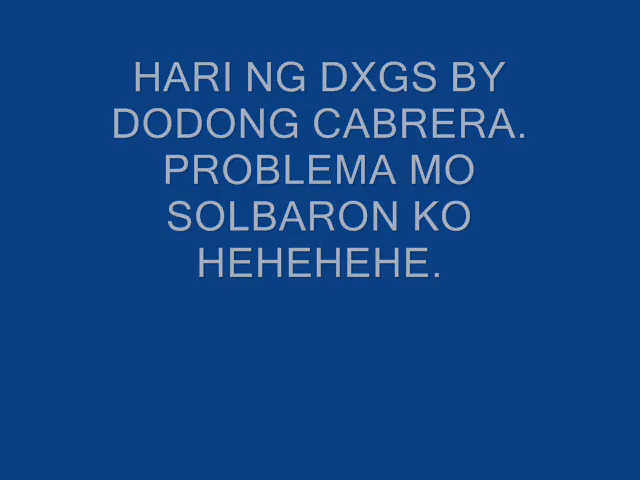 HARI NG DXGS BY
DODONG CABRERA.
PROBLEMA MO
SOLBARON KO
HEHEHEHE.